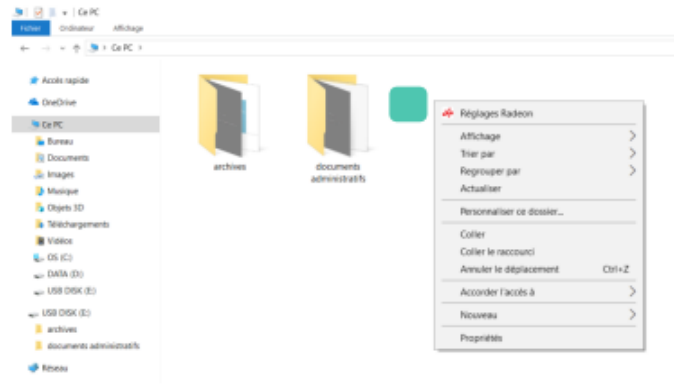 Ce PC
Fichier Ordinateur Affichage
Ce PC
Accès rapide
OneDrive
Ce PC
Bureau
Documents
Images
Musique
Objets 3D
Téléchargements
Vidéos
OS (C:)
DATA (D:)
USB DISK (E:)
USB DISK (E:)
archives
documents administratifs
Réseau
archives
documents
administratifs
Réglages Radeon
Affichage
Trier par
Regrouper par
Actualiser
Personnaliser ce dossier...
Coller
Coller le raccourci
Annuler le déplacement Ctrl+Z
Accorder l'accès à
Nouveau
Propriétés